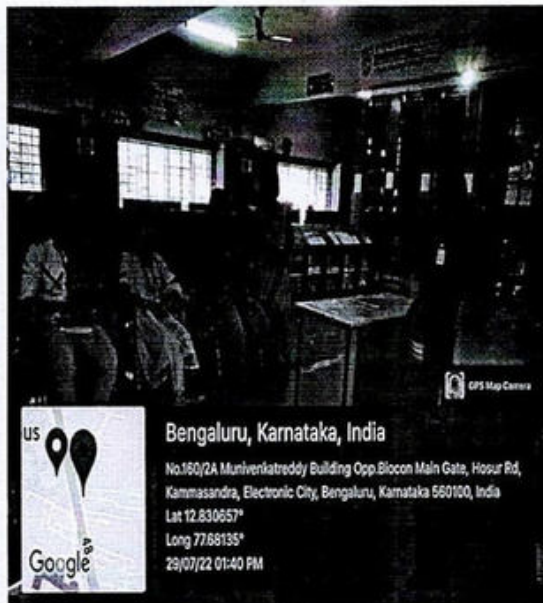 GPS Map Camera
us
Google
Bengaluru, Karnataka, India
No.160/2A Munivenkatreddy Building Opp.Biocon Main Gate, Hosur Rd,
Kammasandra, Electronic City, Bengaluru, Karnataka 560100, India
Lat 12.830657°
Long 77.68135°
29/07/22 01:40 PM